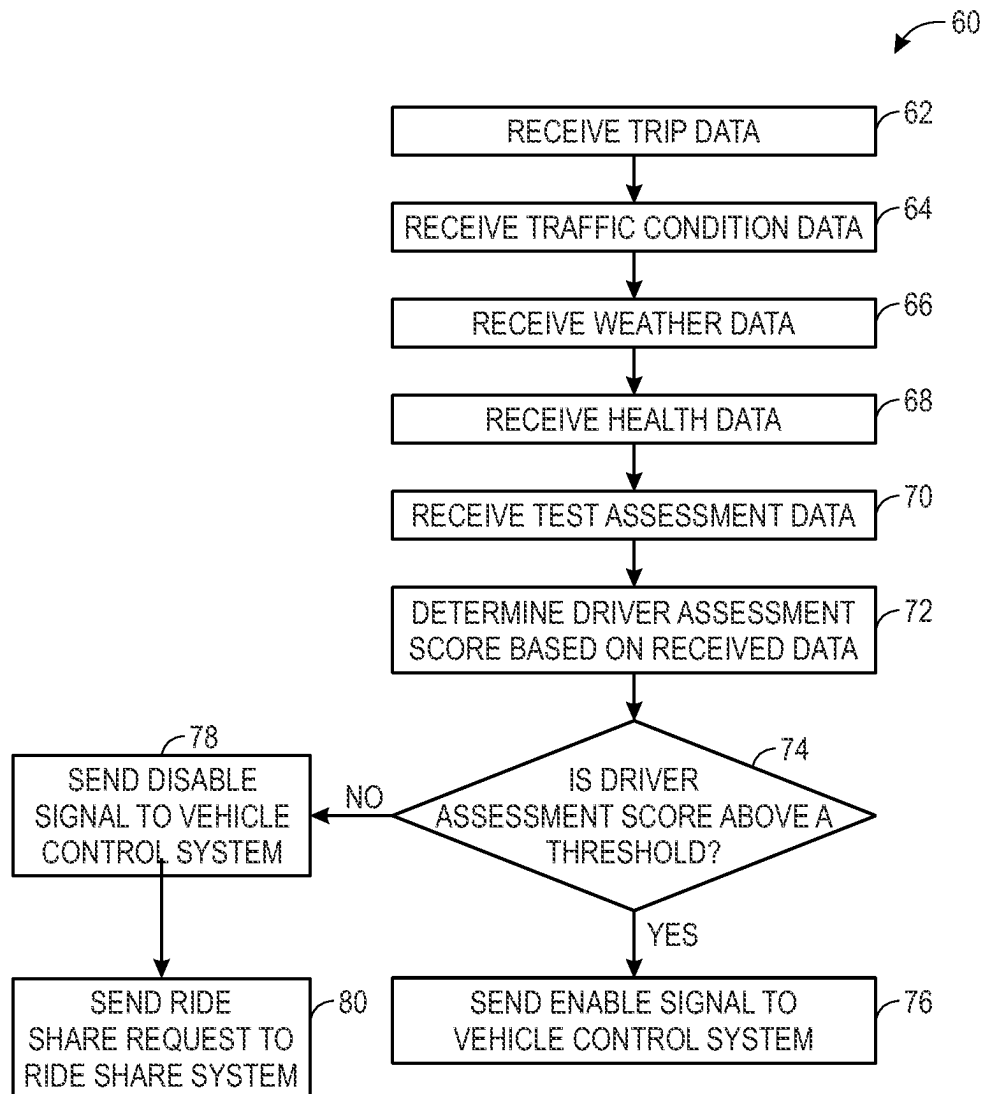 60
RECEIVE TRIP DATA
62
RECEIVE TRAFFIC CONDITION DATA
64
RECEIVE WEATHER DATA
66
RECEIVE HEALTH DATA
68
RECEIVE TEST ASSESSMENT DATA
70
DETERMINE DRIVER ASSESSMENT
SCORE BASED ON RECEIVED DATA
72
IS DRIVER
ASSESSMENT SCORE ABOVE A
THRESHOLD?
74
NO
78
SEND DISABLE
SIGNAL TO VEHICLE
CONTROL SYSTEM
YES
SEND RIDE
SHARE REQUEST TO
RIDE SHARE SYSTEM
80
SEND ENABLE SIGNAL TO
VEHICLE CONTROL SYSTEM
76